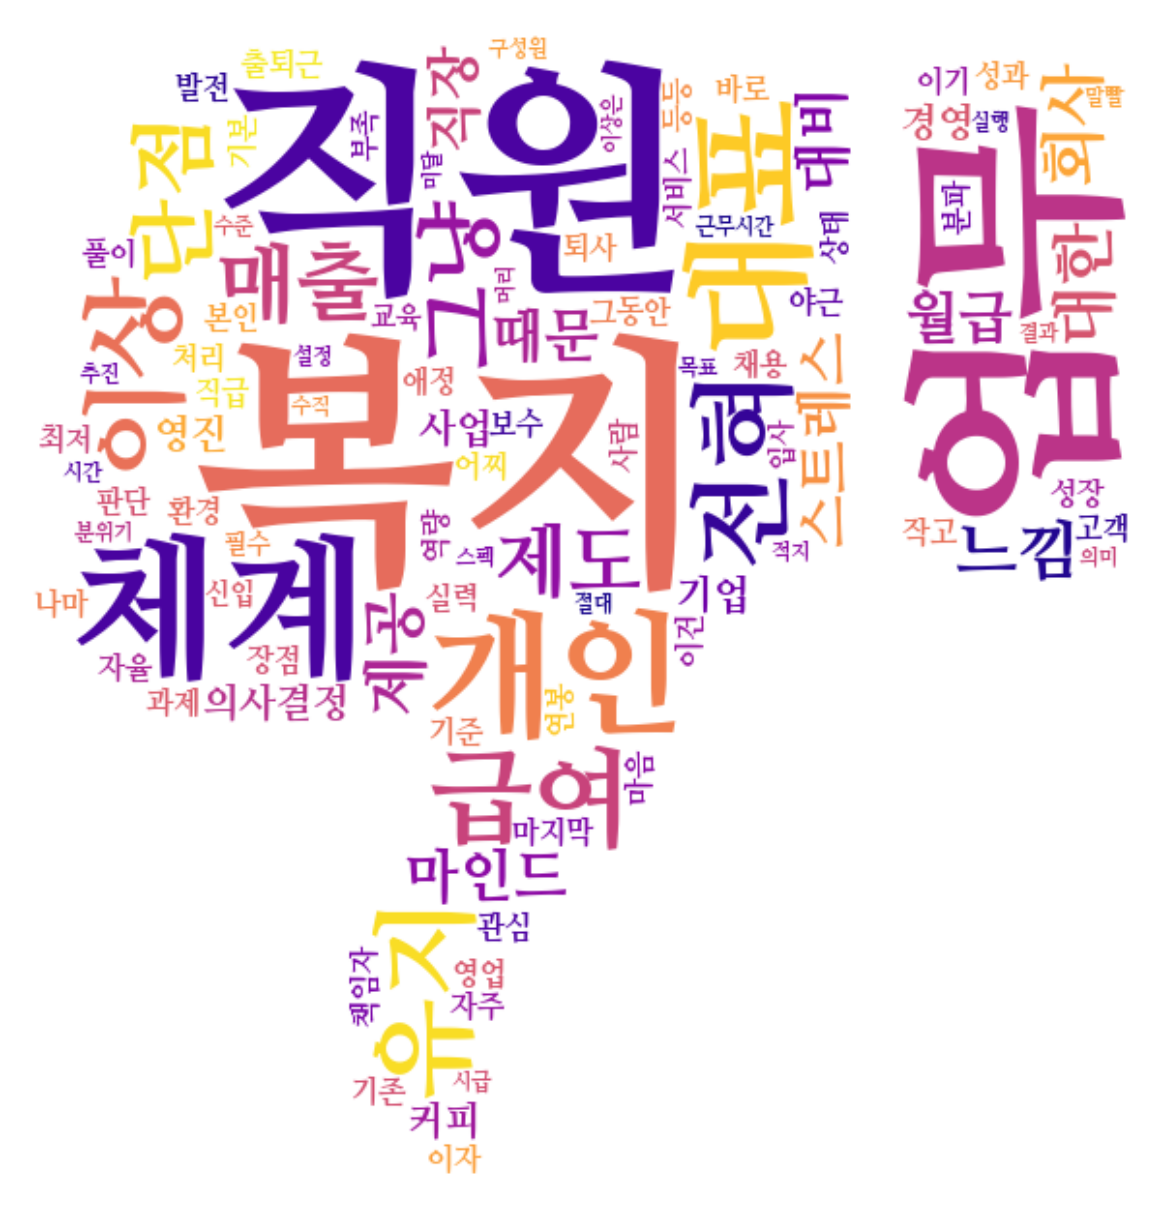 구성원
출퇴근
발전
직원
직장
이상은
등등
바로
대비
부족
기본
단점
미달
서비스
대표
근무시간
상태
수준
풀이
매출
그냥
퇴사
야근
이상
머리
본인
교육
때문
그동안
처리
설정
추진
직급
복지
애정
목표
채용
수직
전혀
스트레스
최저
영진
사업
보수
사람
입사
시간
어찌
판단
환경
역량
분위기
필수
스펙
제도
적지
체계
나마
신입
제공
실력
절대
기업
자율
장점
개인
이전
과제
의사결정
기준
연봉
급여
마음
마지막
마인드
유지
관심
책임자
영업
자주
기존
시급
커피
이자
이기
성과
회사
말빨
경영
실행
업무
분파
대한
월급
결과
성장
작고
느낌
고객
의미